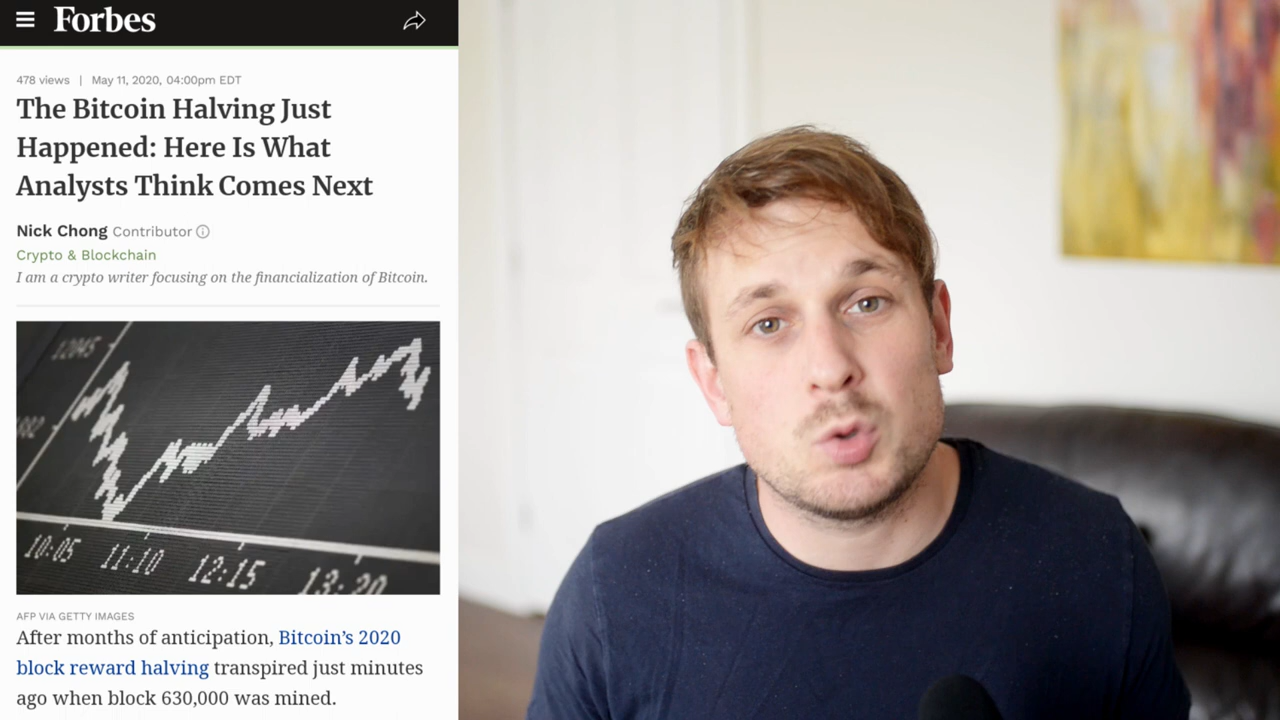 Forbes
478 views | May 11, 2020, 04:00pm EDT
The Bitcoin Halving Just
Happened: Here Is What
Analysts Think Comes Next
Nick Chong Contributor
Crypto & Blockchain
I am a crypto writer focusing on the financialization of Bitcoin.
12045
10:05 11:10 12:15 13:20
AFP VIA GETTY IMAGES
After months of anticipation, Bitcoin's 2020
block reward halving transpired just minutes
ago when block 630,000 was mined.